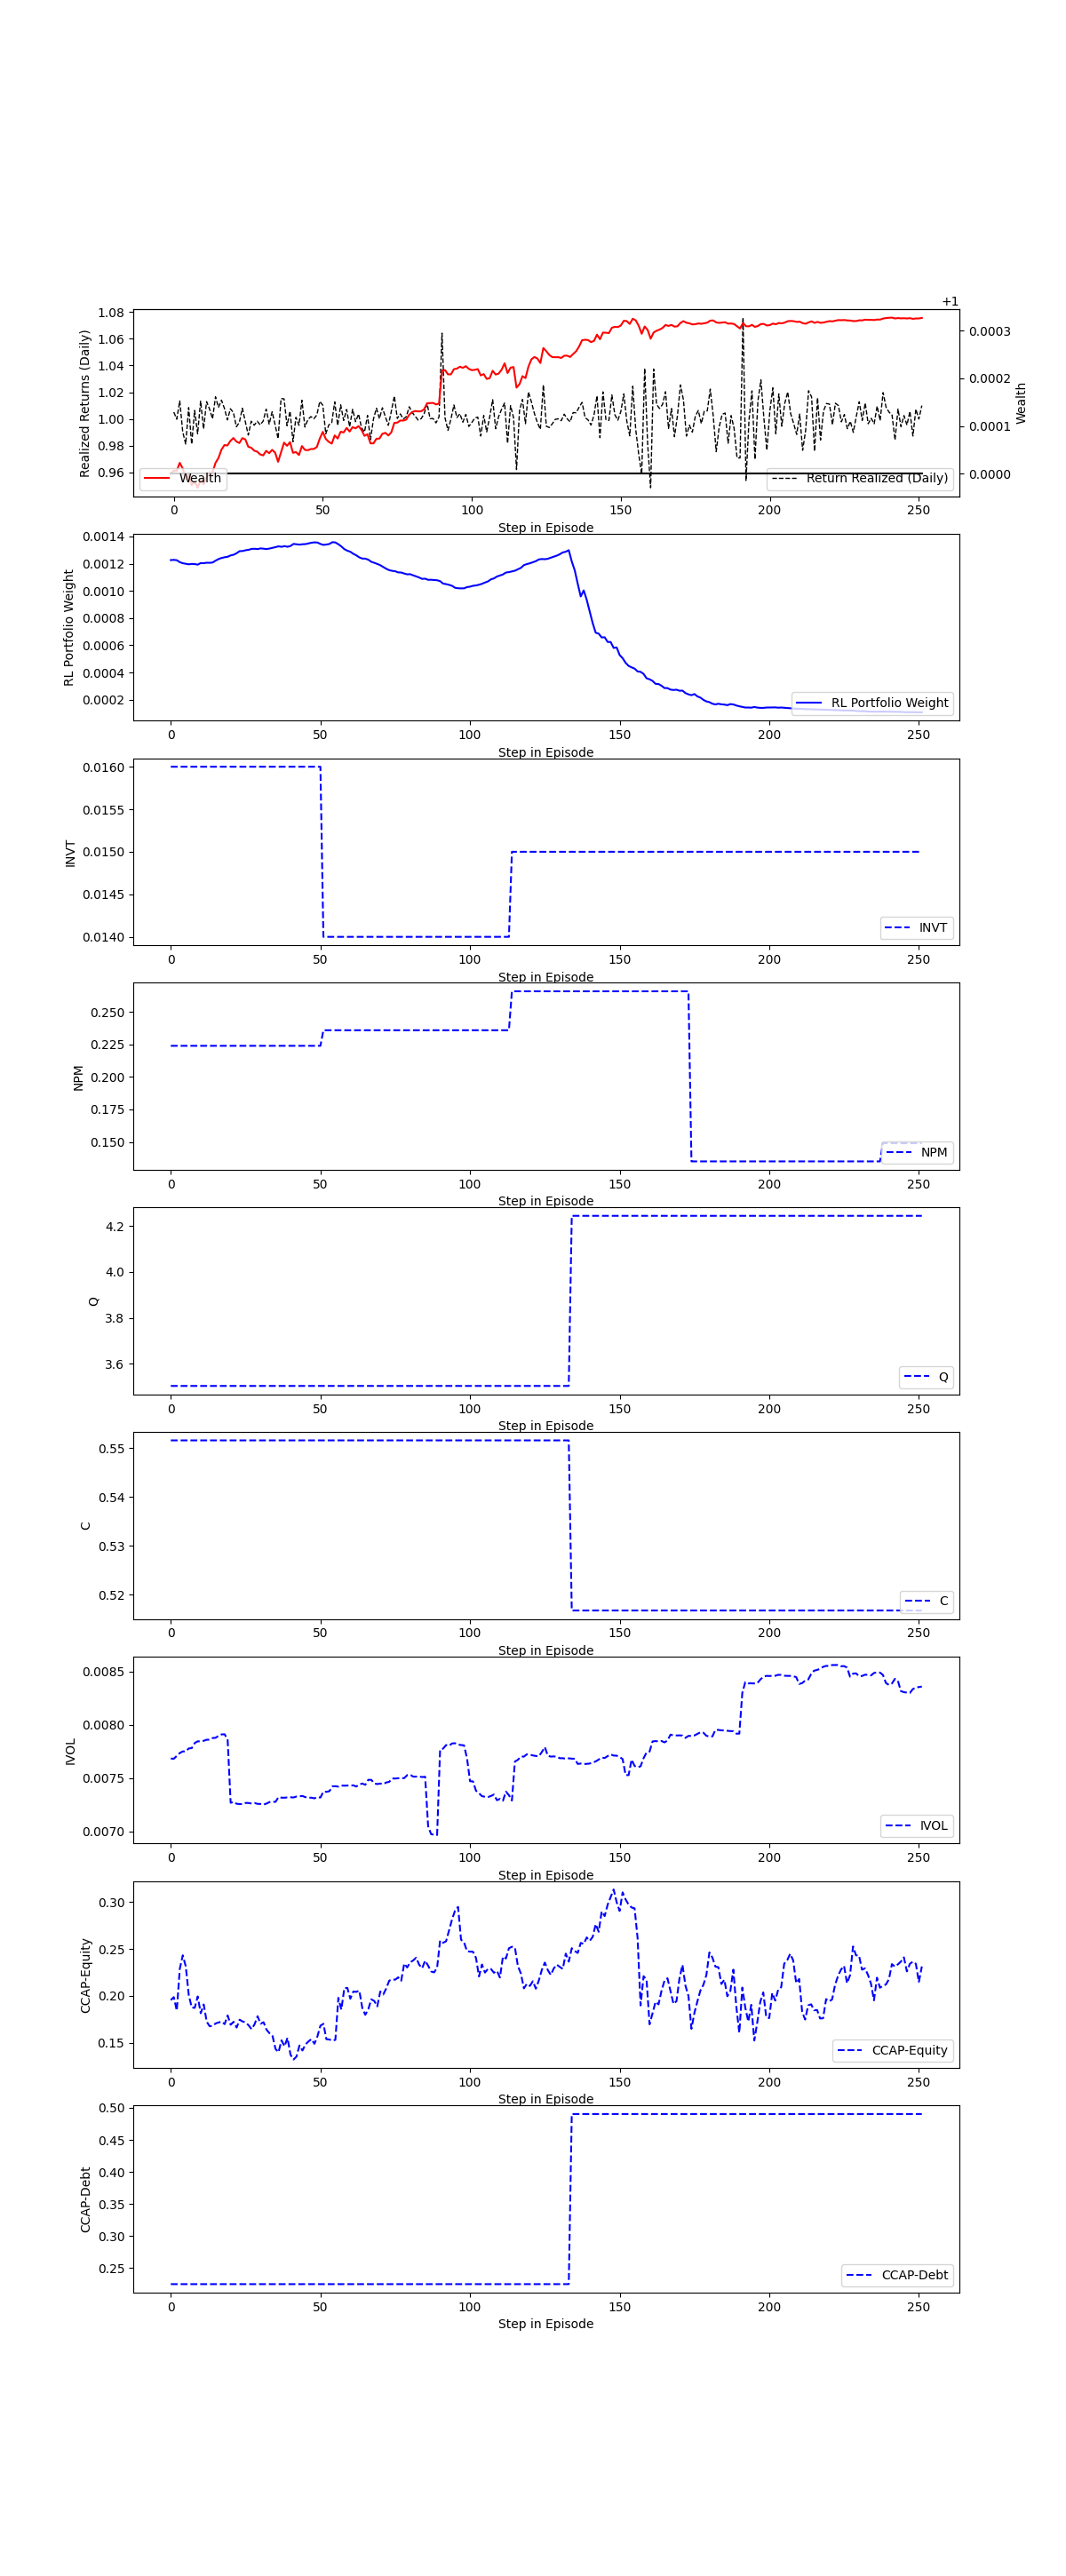 +1
1.08
1.06
1.04
1.02
1.00
0.98
0.96
Realized Returns (Daily)
0.0003
0.0002
0.0001
0.0000
Wealth
Wealth
Return Realized (Daily)
0 50 100 150 200 250
Step in Episode
0.0014
0.0012
0.0010
0.0008
0.0006
0.0004
0.0002
RL Portfolio Weight
RL Portfolio Weight
0 50 100 150 200 250
Step in Episode
0.0160
0.0155
0.0150
0.0145
0.0140
INVT
INVT
0 50 100 150 200 250
Step in Episode
0.250
0.225
0.200
0.175
0.150
NPM
NPM
0 50 100 150 200 250
Step in Episode
4.2
4.0
3.8
3.6
Q
Q
0 50 100 150 200 250
Step in Episode
0.55
0.54
0.53
0.52
C
C
0 50 100 150 200 250
Step in Episode
0.0085
0.0080
0.0075
0.0070
IVOL
IVOL
0 50 100 150 200 250
Step in Episode
0.30
0.25
0.20
0.15
CCAP-Equity
CCAP-Equity
0 50 100 150 200 250
Step in Episode
0.50
0.45
0.40
0.35
0.30
0.25
CCAP-Debt
CCAP-Debt
0 50 100 150 200 250
Step in Episode